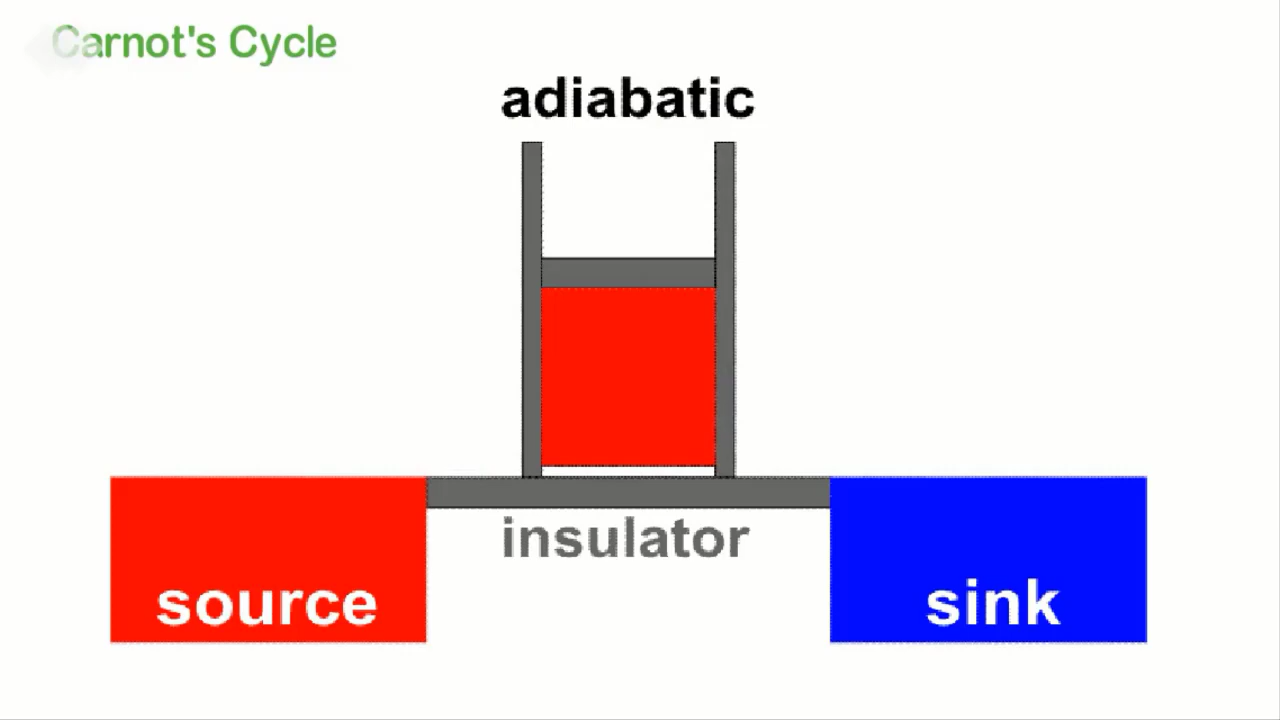 Carnot's Cycle
adiabatic
insulator
source
sink